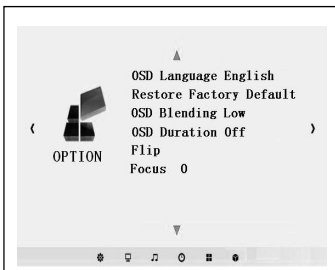 OSD Language English
Restore Factory Default
OSD Blending Low
OSD Duration Off
Flip
Focus 0
OPTION